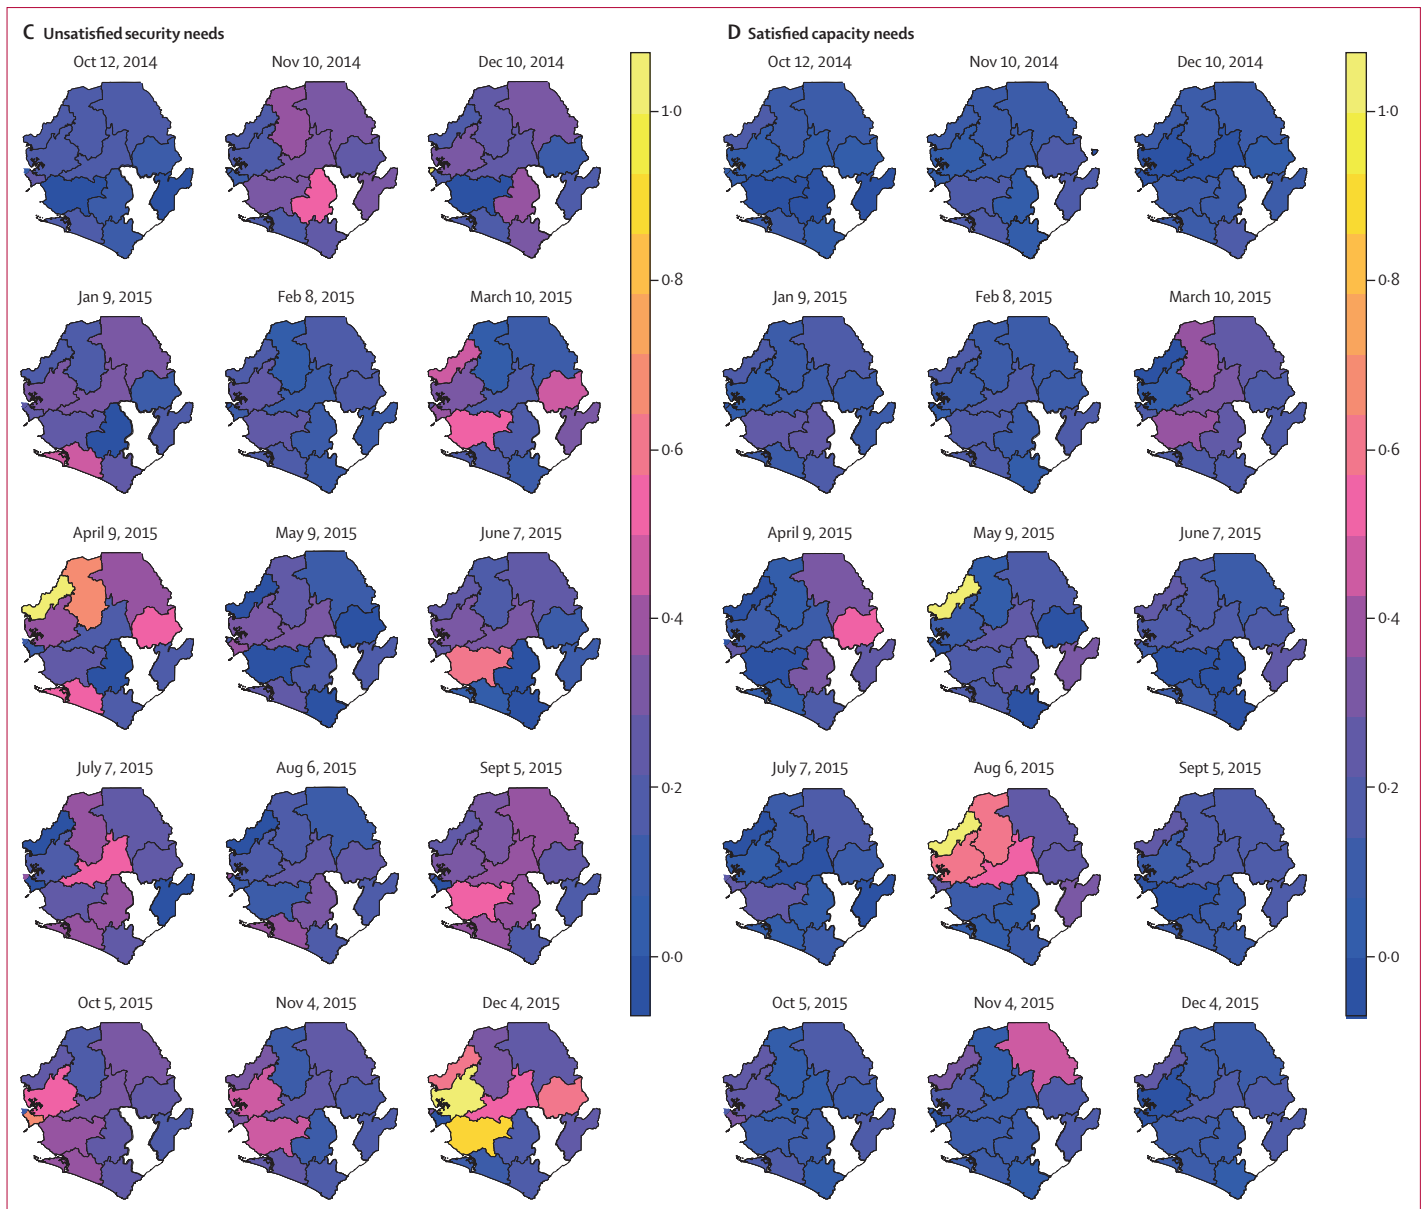 C Unsatisfied security needs
Oct 12, 2014 Nov 10, 2014 Dec 10, 2014
1·0
0·8
Jan 9, 2015 Feb 8, 2015 March 10, 2015
0·6
April 9, 2015 May 9, 2015 June 7, 2015
0·4
July 7, 2015 Aug 6, 2015 Sept 5, 2015
0·2
0·0
Oct 5, 2015 Nov 4, 2015 Dec 4, 2015
D Satisfied capacity needs
Oct 12, 2014 Nov 10, 2014 Dec 10, 2014
1·0
0·8
Jan 9, 2015 Feb 8, 2015 March 10, 2015
0·6
April 9, 2015 May 9, 2015 June 7, 2015
0·4
July 7, 2015 Aug 6, 2015 Sept 5, 2015
0·2
0·0
Oct 5, 2015 Nov 4, 2015 Dec 4, 2015